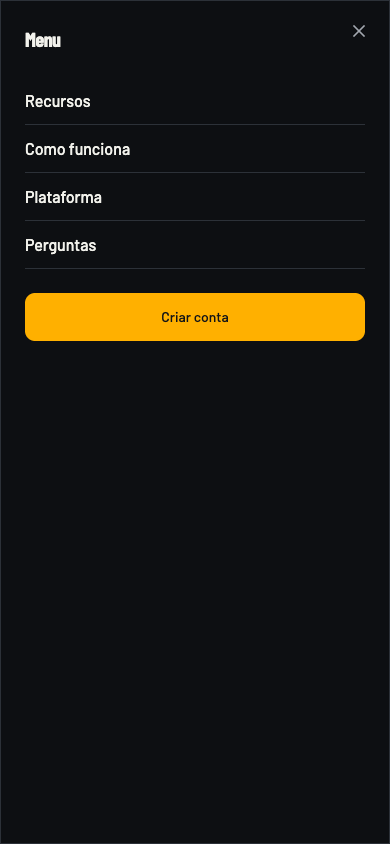 Menu
Recursos
Como funciona
Plataforma
Perguntas
Criar conta